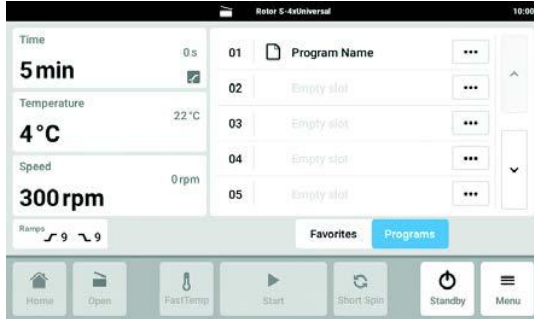 Rotor S-4xUniversal
10:00
Time
0 s
5 min
Temperature
22 °C
4 °C
Speed
0 rpm
300 rpm
Ramps
9 9
01 Program Name
02 Empty slot
03 Empty slot
04 Empty slot
05 Empty slot
Favorites Programs
Home Open FastTemp Start Short Spin Standby Menu